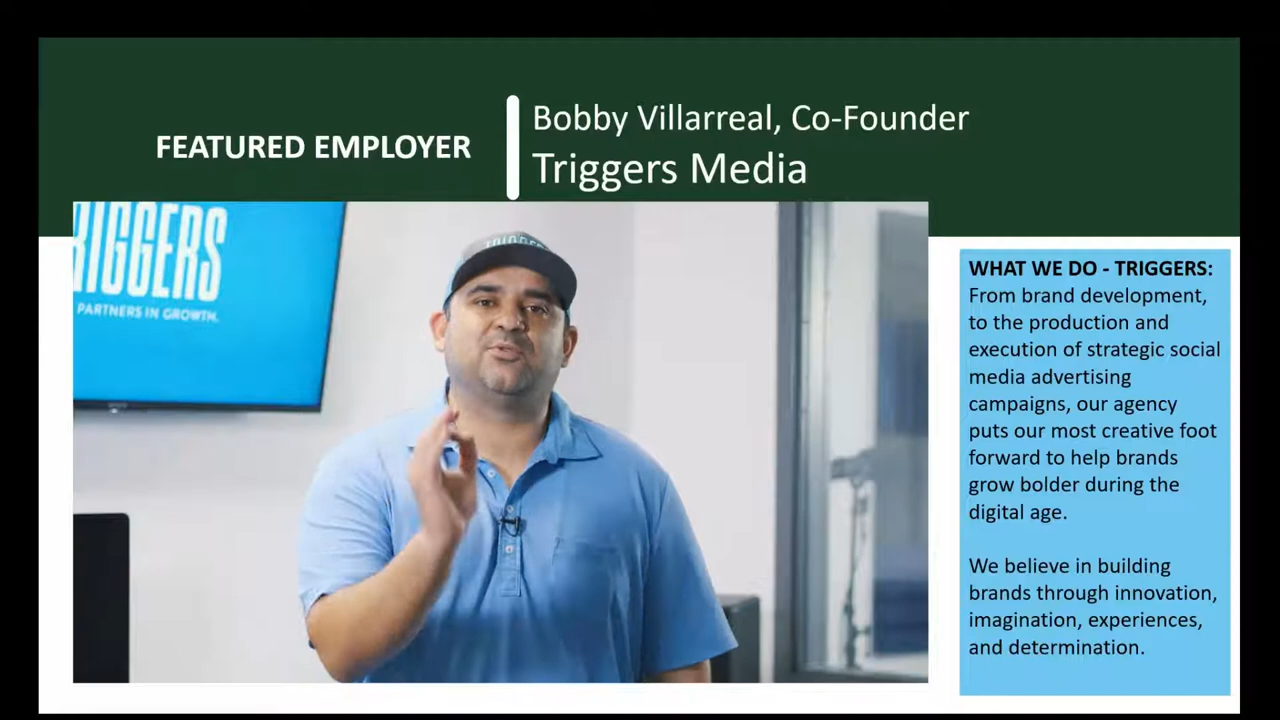 FEATURED EMPLOYER
Bobby Villarreal, Co-Founder
Triggers Media
RIGGERS
PARTNERS IN GROWTH.
TRIGGERS
WHAT WE DO - TRIGGERS:
From brand development,
to the production and
execution of strategic social
media advertising
campaigns, our agency
puts our most creative foot
forward to help brands
grow bolder during the
digital age.
We believe in building
brands through innovation,
imagination, experiences,
and determination.